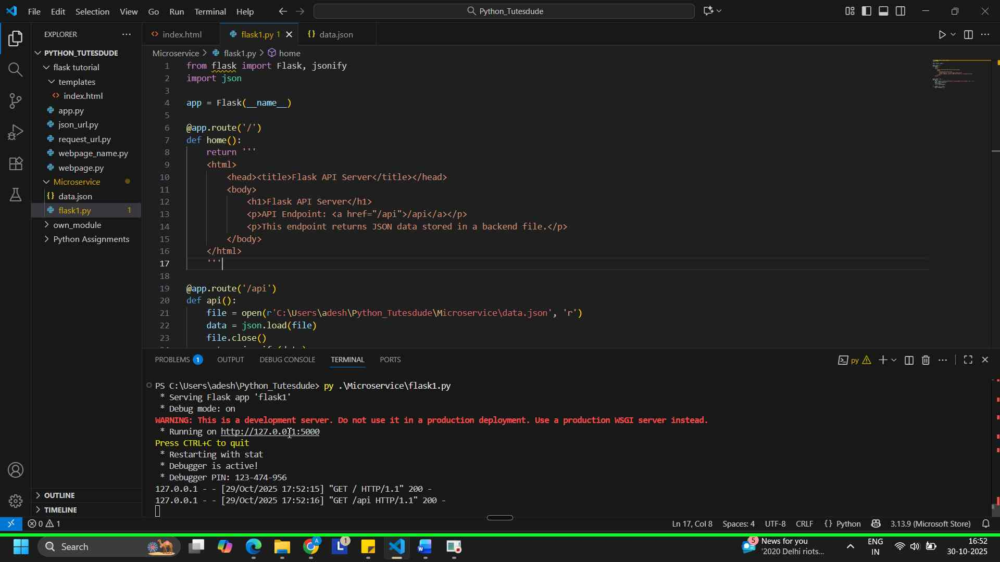 File Edit Selection View Go Run Terminal Help
Python_Tutesdude
EXPLORER
PYTHON_TUTESDUDE
flask tutorial
templates
index.html
app.py
json_url.py
request_url.py
webpage_name.py
webpage.py
Microservice
data.json
flask1.py 1
own_module
Python Assignments
OUTLINE
TIMELINE
index.html flask1.py 1 data.json
Microservice > flask1.py > home
1 from flask import Flask, jsonify
2 import json
3
4 app = Flask(__name__)
5
6 @app.route('/')
7 def home():
8 return '''
9 <html>
10 <head><title>Flask API Server</title></head>
11 <body>
12 <h1>Flask API Server</h1>
13 <p>API Endpoint: <a href="/api">/api</a></p>
14 <p>This endpoint returns JSON data stored in a backend file.</p>
15 </body>
16 </html>
17 '''
18
19 @app.route('/api')
20 def api():
21 file = open(r'C:\Users\adesh\Python_Tutesdude\Microservice\data.json', 'r')
22 data = json.load(file)
23 file.close()
PROBLEMS 1 OUTPUT DEBUG CONSOLE TERMINAL PORTS
py
PS C:\Users\adesh\Python_Tutesdude> py .\Microservice\flask1.py
* Serving Flask app 'flask1'
* Debug mode: on
WARNING: This is a development server. Do not use it in a production deployment. Use a production WSGI server instead.
* Running on http://127.0.0.1:5000
Press CTRL+C to quit
* Restarting with stat
* Debugger is active!
* Debugger PIN: 123-474-956
127.0.0.1 - - [29/Oct/2025 17:52:15] "GET / HTTP/1.1" 200 -
127.0.0.1 - - [29/Oct/2025 17:52:16] "GET /api HTTP/1.1" 200 -
0 1
Ln 17, Col 8 Spaces: 4 UTF-8 CRLF {} Python 3.13.9 (Microsoft Store)
Search
A
L 1
W
5
News for you
'2020 Delhi riots...
ENG
IN
16:52
30-10-2025